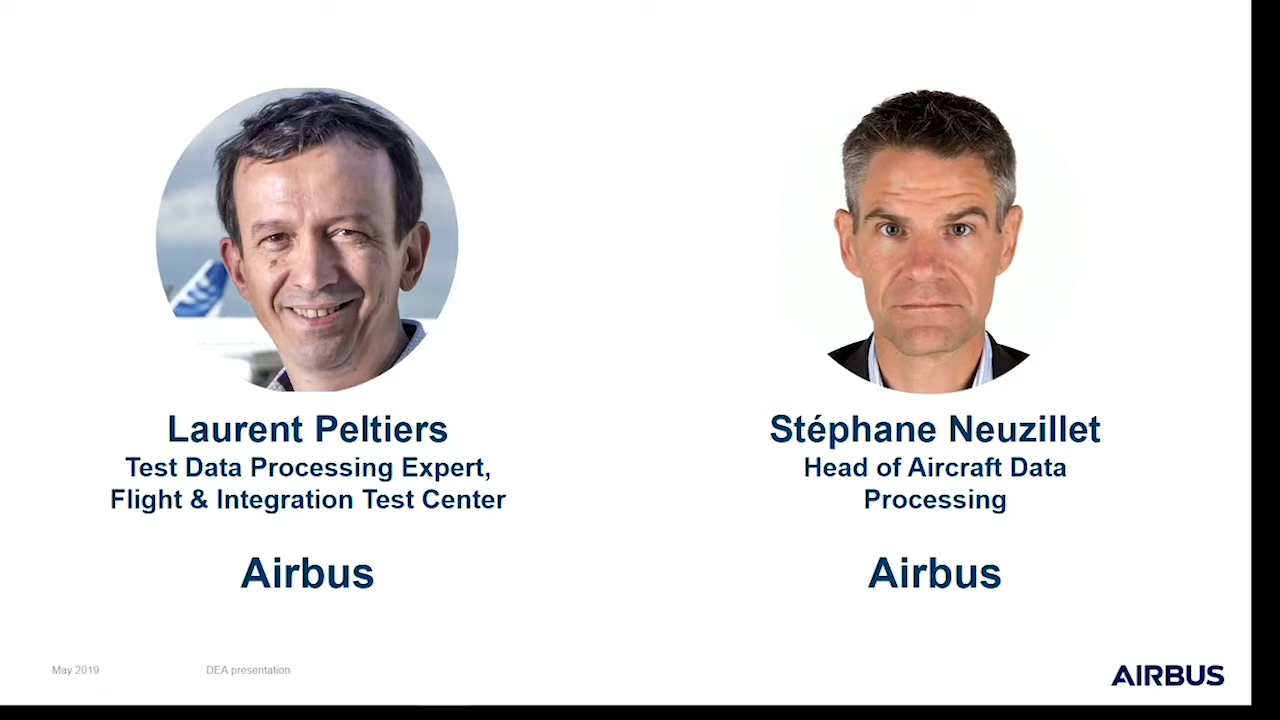 Laurent Peltiers
Test Data Processing Expert,
Flight & Integration Test Center
Airbus
Stéphane Neuzillet
Head of Aircraft Data
Processing
Airbus
May 2019
DEA presentation
AIRBUS